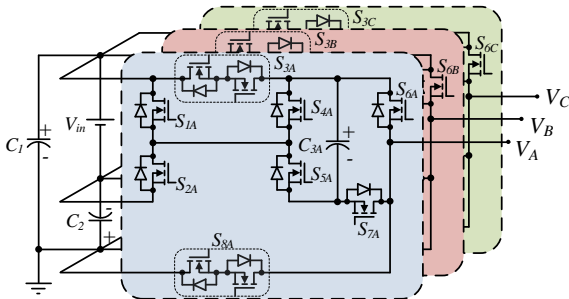 S3C
S3B
S6C
S3A
S6B
S6A
VC
Vin
S1A
S4A
VB
C1
+
-
C3A
+
-
VA
S2A
S5A
C2
-
+
S7A
S8A